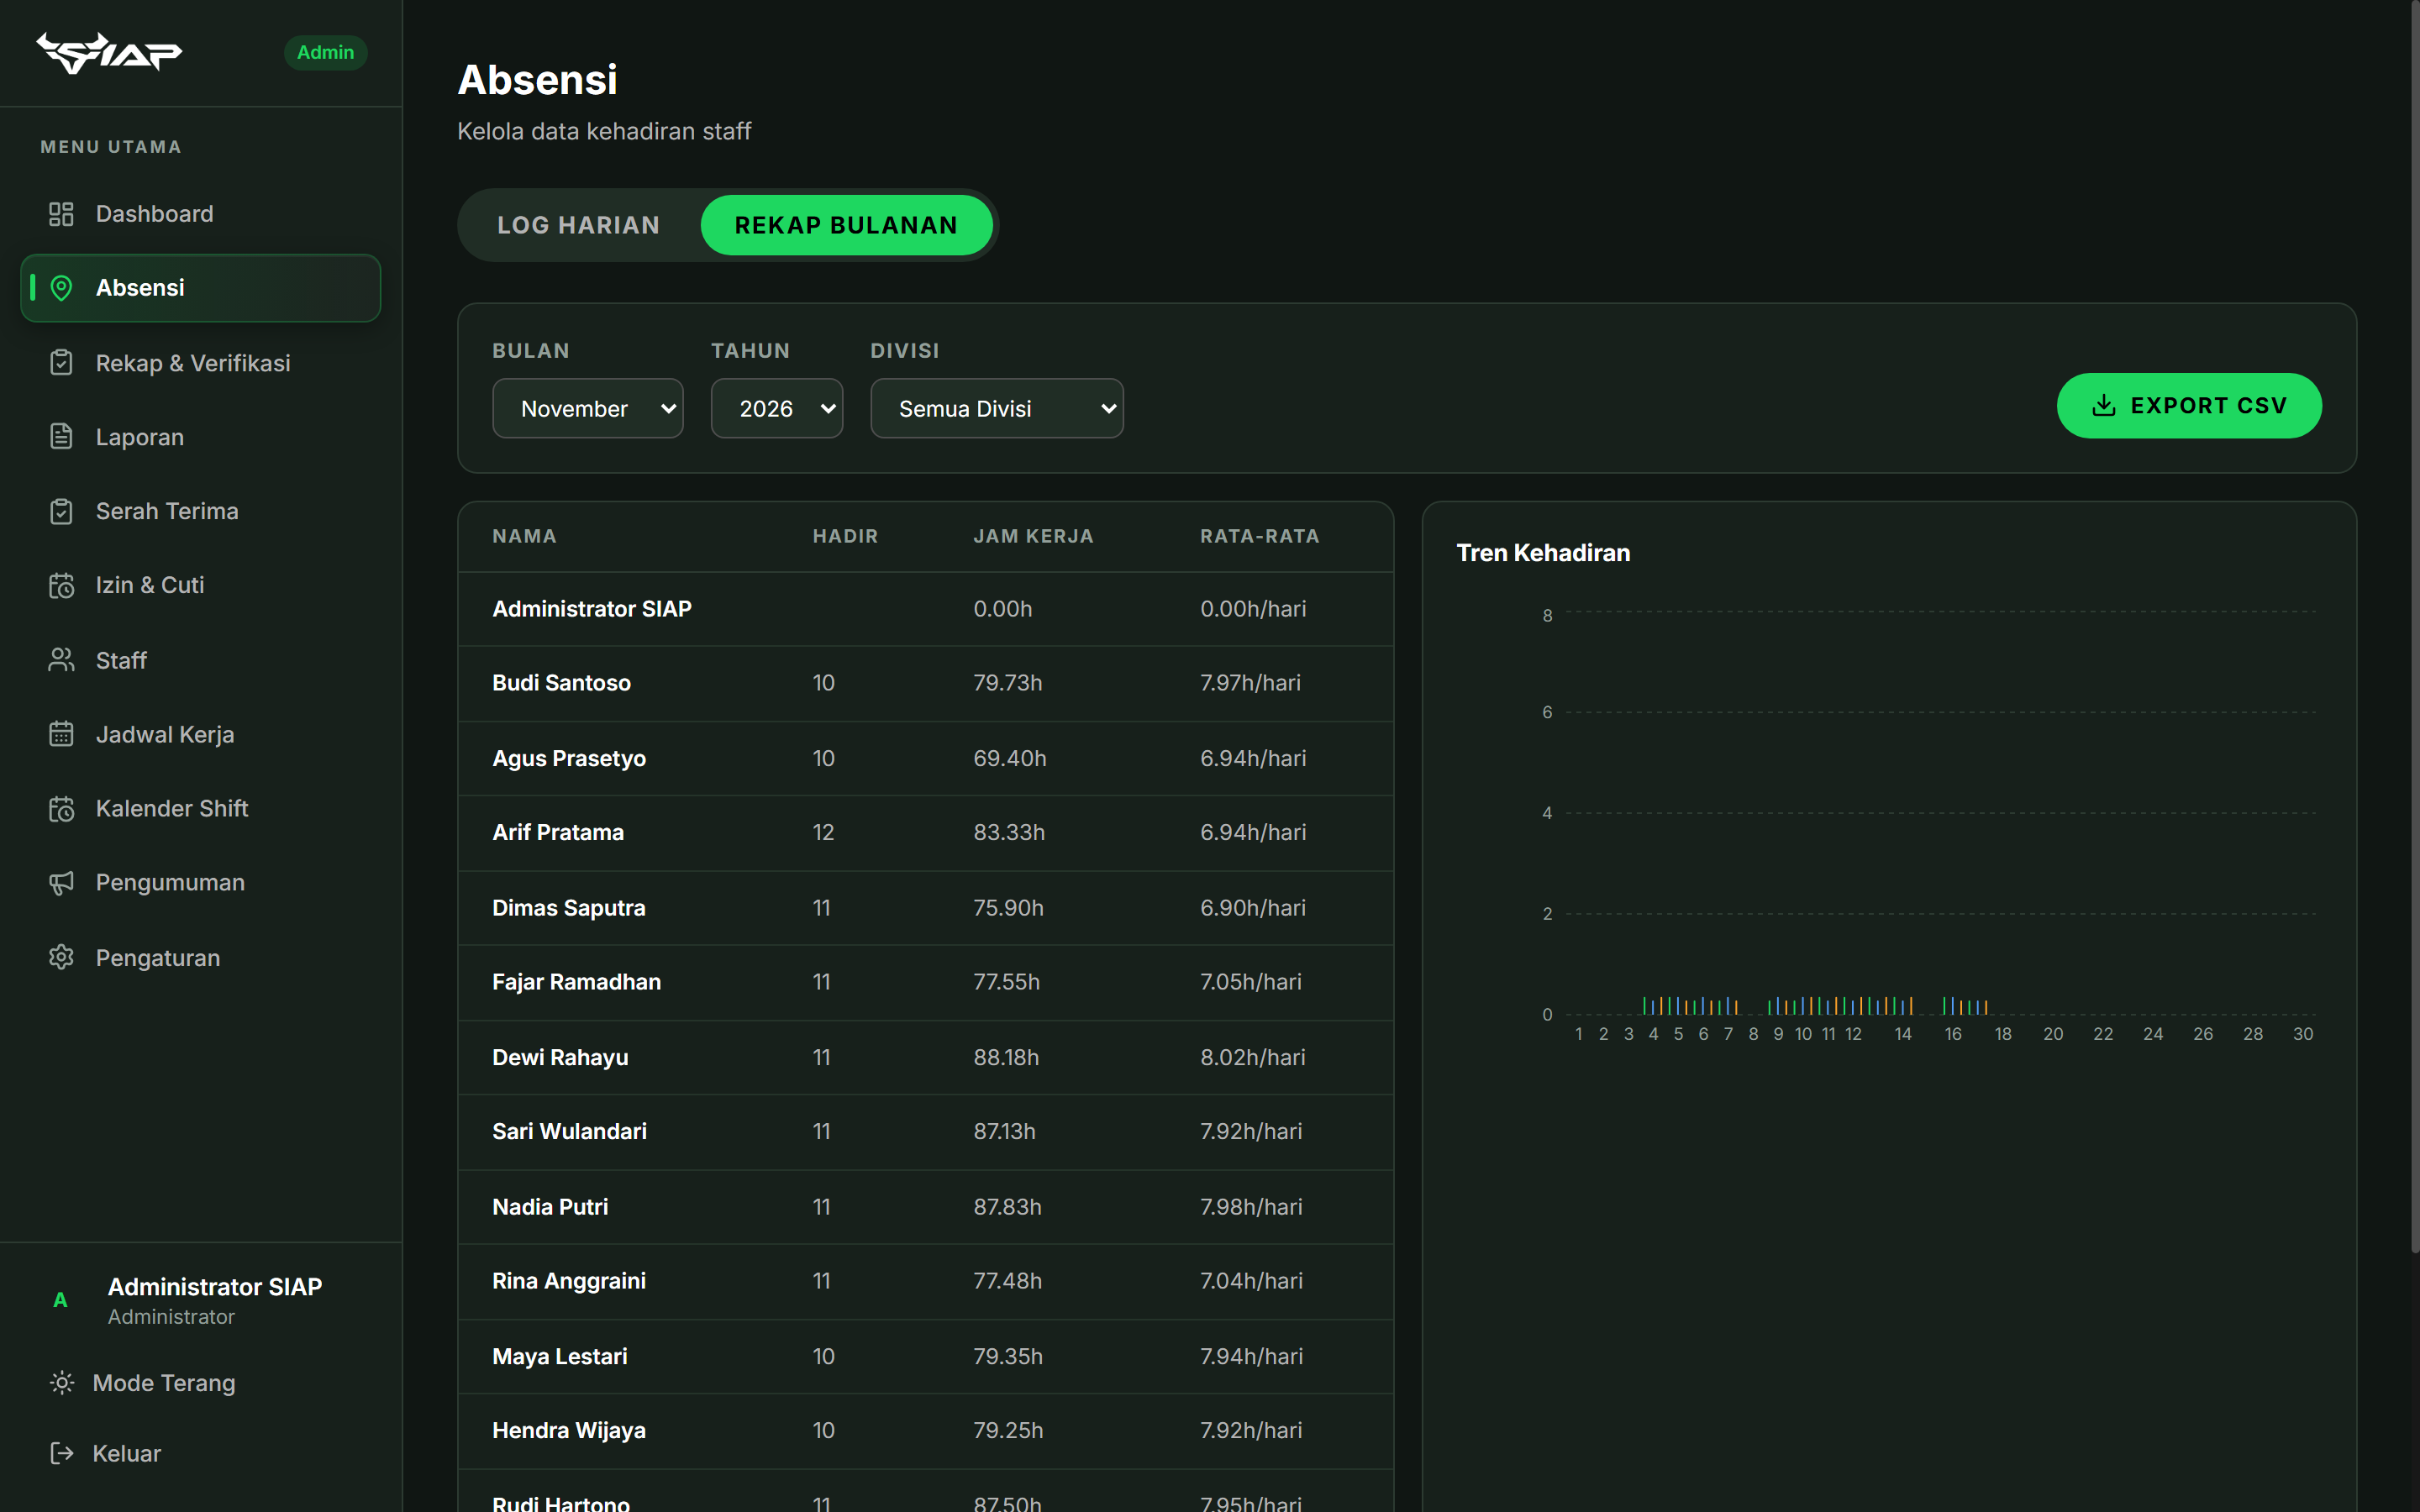 SIAP
Admin
MENU UTAMA
Dashboard
Absensi
Rekap & Verifikasi
Laporan
Serah Terima
Izin & Cuti
Staff
Jadwal Kerja
Kalender Shift
Pengumuman
Pengaturan
A
Administrator SIAP
Administrator
Mode Terang
Keluar
Absensi
Kelola data kehadiran staff
LOG HARIAN REKAP BULANAN
BULAN TAHUN DIVISI
November 2026 Semua Divisi
EXPORT CSV
NAMA HADIR JAM KERJA RATA-RATA
Administrator SIAP 0.00h 0.00h/hari
Budi Santoso 10 79.73h 7.97h/hari
Agus Prasetyo 10 69.40h 6.94h/hari
Arif Pratama 12 83.33h 6.94h/hari
Dimas Saputra 11 75.90h 6.90h/hari
Fajar Ramadhan 11 77.55h 7.05h/hari
Dewi Rahayu 11 88.18h 8.02h/hari
Sari Wulandari 11 87.13h 7.92h/hari
Nadia Putri 11 87.83h 7.98h/hari
Rina Anggraini 11 77.48h 7.04h/hari
Maya Lestari 10 79.35h 7.94h/hari
Hendra Wijaya 10 79.25h 7.92h/hari
Rudi Hartono 11 87.50h 7.95h/hari
Tren Kehadiran
8
6
4
2
0
1 2 3 4 5 6 7 8 9 10 11 12 14 16 18 20 22 24 26 28 30